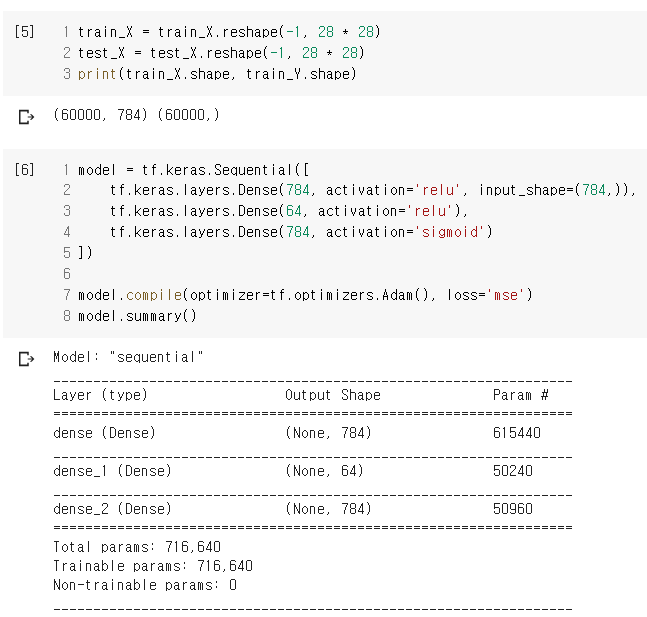 [5] 1 train_X = train_X.reshape(-1, 28 * 28)
2 test_X = test_X.reshape(-1, 28 * 28)
3 print(train_X.shape, train_Y.shape)
(60000, 784) (60000,)
[6] 1 model = tf.keras.Sequential([
2     tf.keras.layers.Dense(784, activation='relu', input_shape=(784,)),
3     tf.keras.layers.Dense(64, activation='relu'),
4     tf.keras.layers.Dense(784, activation='sigmoid')
5 ])
6
7 model.compile(optimizer=tf.optimizers.Adam(), loss='mse')
8 model.summary()
Model: "sequential"
_________________________________________________________________
Layer (type)                 Output Shape              Param #
=================================================================
dense (Dense)                (None, 784)               615440
_________________________________________________________________
dense_1 (Dense)              (None, 64)                50240
_________________________________________________________________
dense_2 (Dense)              (None, 784)               50960
=================================================================
Total params: 716,640
Trainable params: 716,640
Non-trainable params: 0
_________________________________________________________________